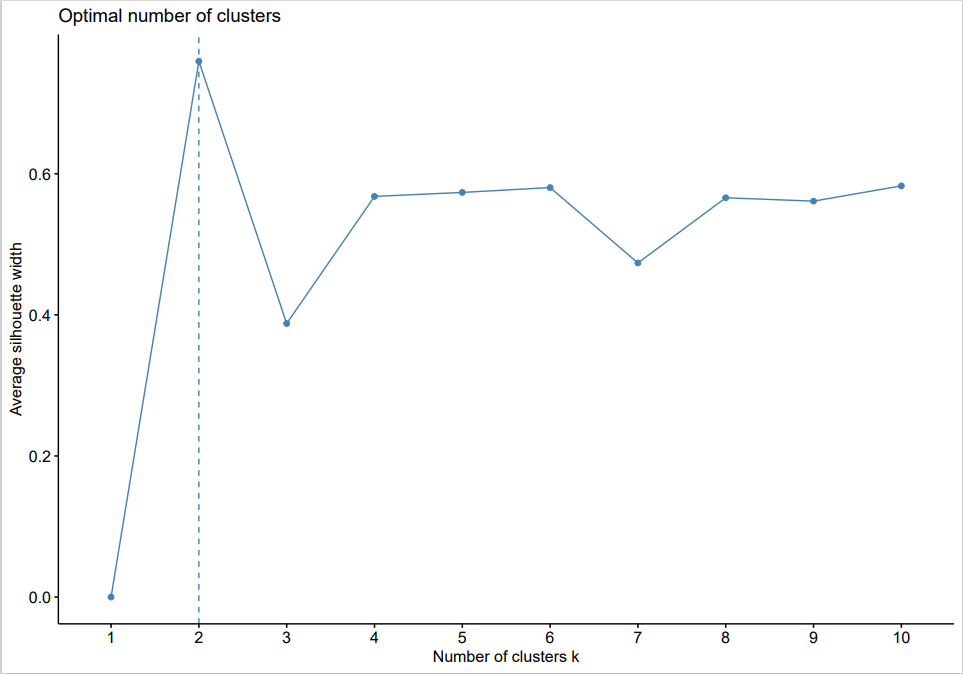 Optimal number of clusters
Average silhouette width
0.6
0.4
0.2
0.0
1 2 3 4 5 6 7 8 9 10
Number of clusters k